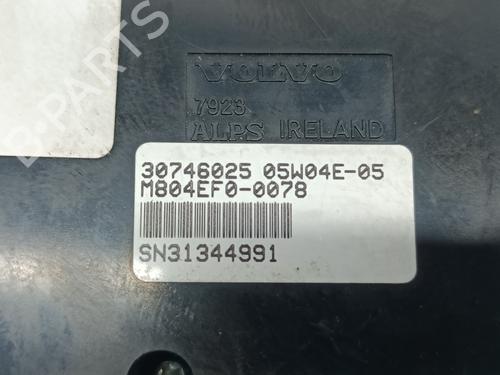 B-PARTS
VOLVO
7923
ALPS IRELAND
30746025 05W04E-05
M804EF0-0078
SN31344991